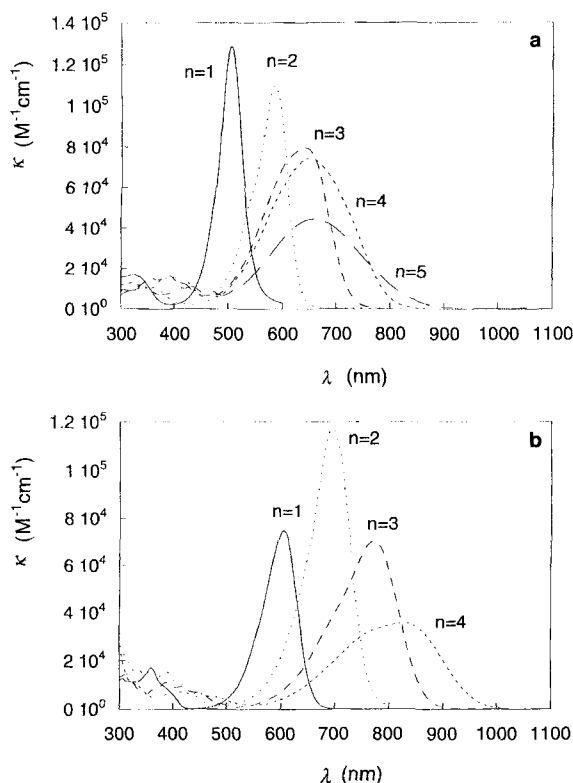 1.4 10⁵
a
1.2 10⁵
n=1
n=2
1.0 10⁵
κ (M⁻¹cm⁻¹)
8 10⁴
n=3
6 10⁴
n=4
4 10⁴
n=5
2 10⁴
0 10⁰
300 400 500 600 700 800 900 1000 1100
λ (nm)
1.2 10⁵
b
n=2
1.0 10⁵
κ (M⁻¹cm⁻¹)
8 10⁴
n=1
n=3
6 10⁴
4 10⁴
n=4
2 10⁴
0 10⁰
300 400 500 600 700 800 900 1000 1100
λ (nm)